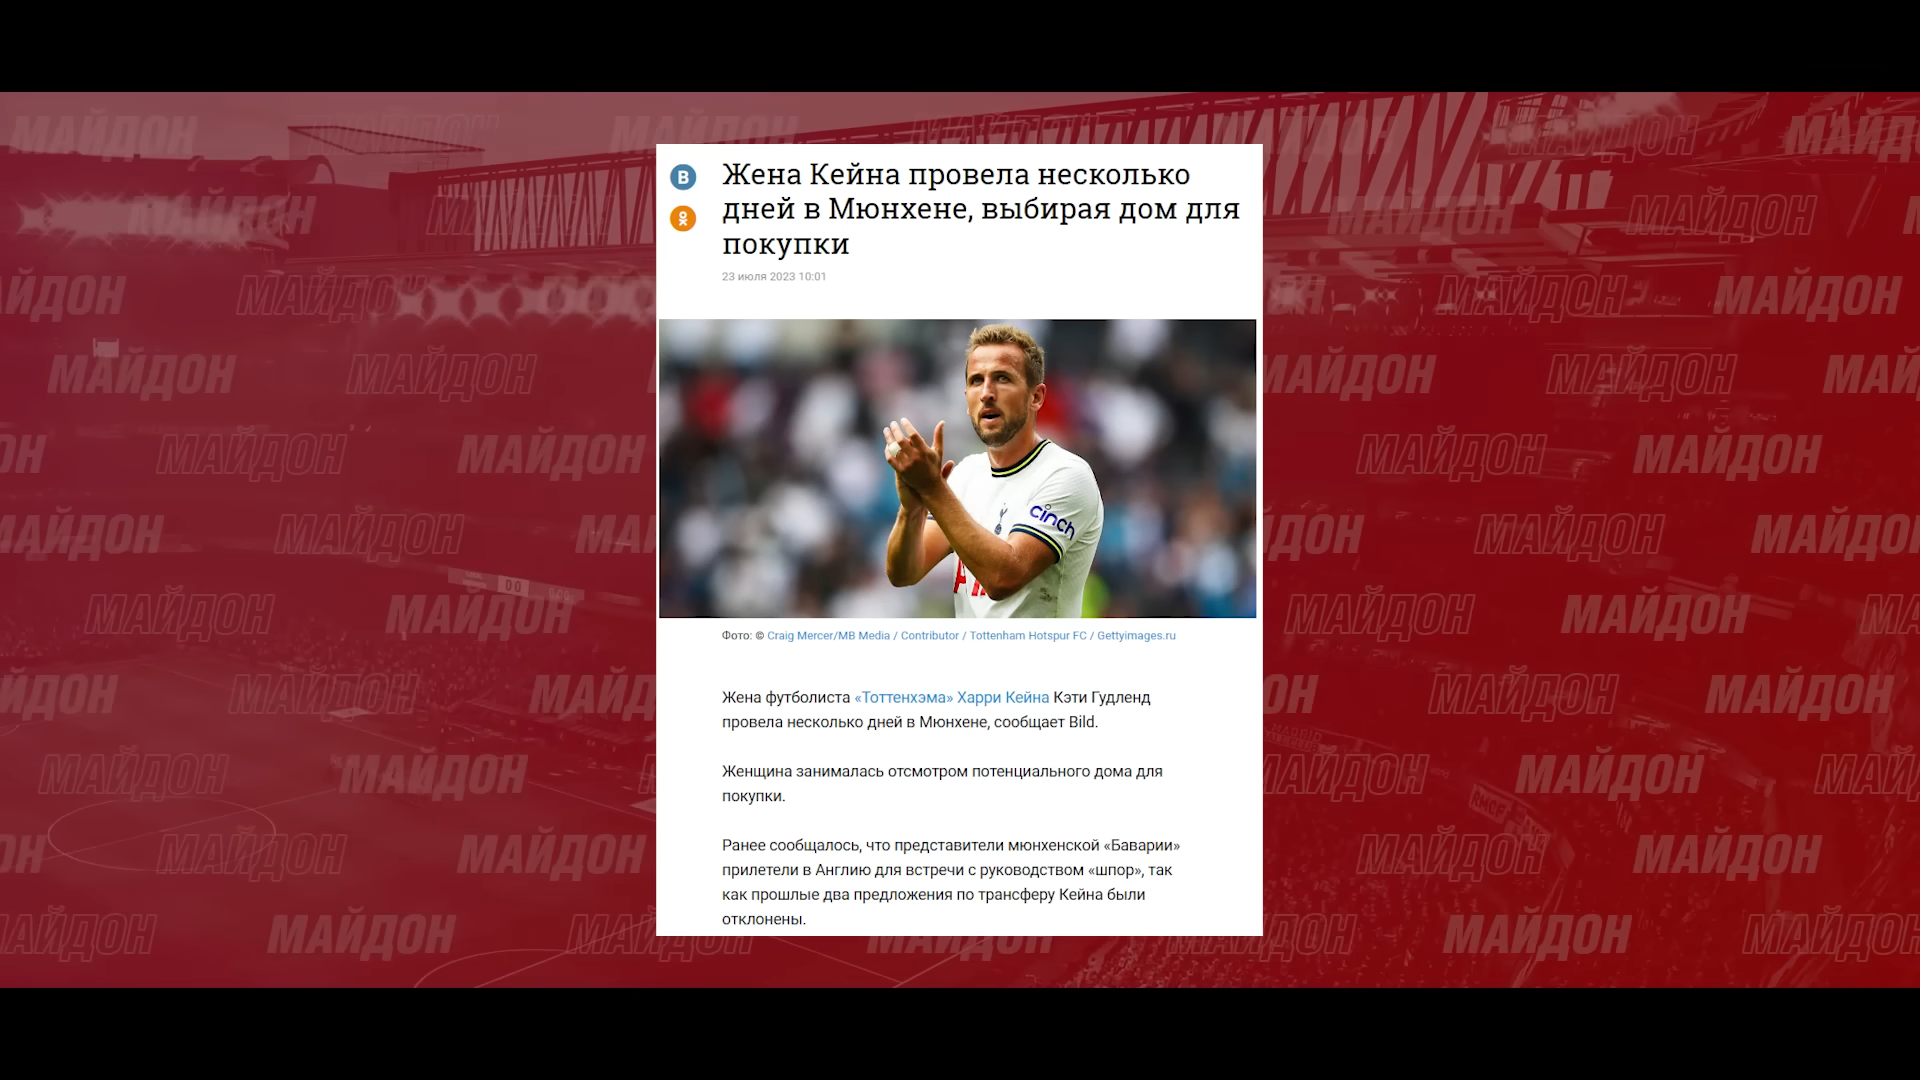 Жена Кейна провела несколько
дней в Мюнхене, выбирая дом для
покупки
23 июля 2023 10:01
cinch
Фото: © Craig Mercer/MB Media / Contributor / Tottenham Hotspur FC / Gettyimages.ru
Жена футболиста «Тоттенхэма» Харри Кейна Кэти Гудленд
провела несколько дней в Мюнхене, сообщает Bild.
Женщина занималась отсмотром потенциального дома для
покупки.
Ранее сообщалось, что представители мюнхенской «Баварии»
прилетели в Англию для встречи с руководством «шпор», так
как прошлые два предложения по трансферу Кейна были
отклонены.
МАЙДОН